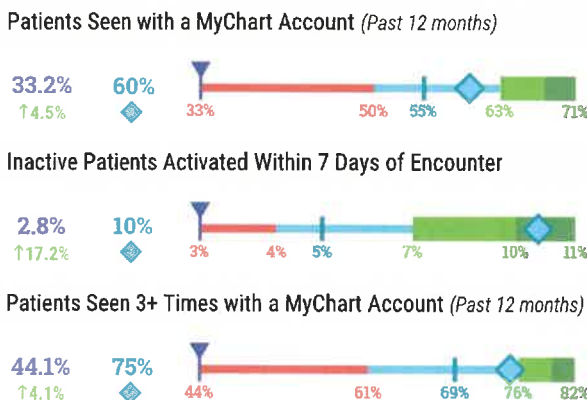 Patients Seen with a MyChart Account (Past 12 months)
33.2% 60%
↑4.5%
33% 50% 55% 63% 71%
Inactive Patients Activated Within 7 Days of Encounter
2.8% 10%
↑17.2%
3% 4% 5% 7% 10% 11%
Patients Seen 3+ Times with a MyChart Account (Past 12 months)
44.1% 75%
↑4.1%
44% 61% 69% 76% 82%